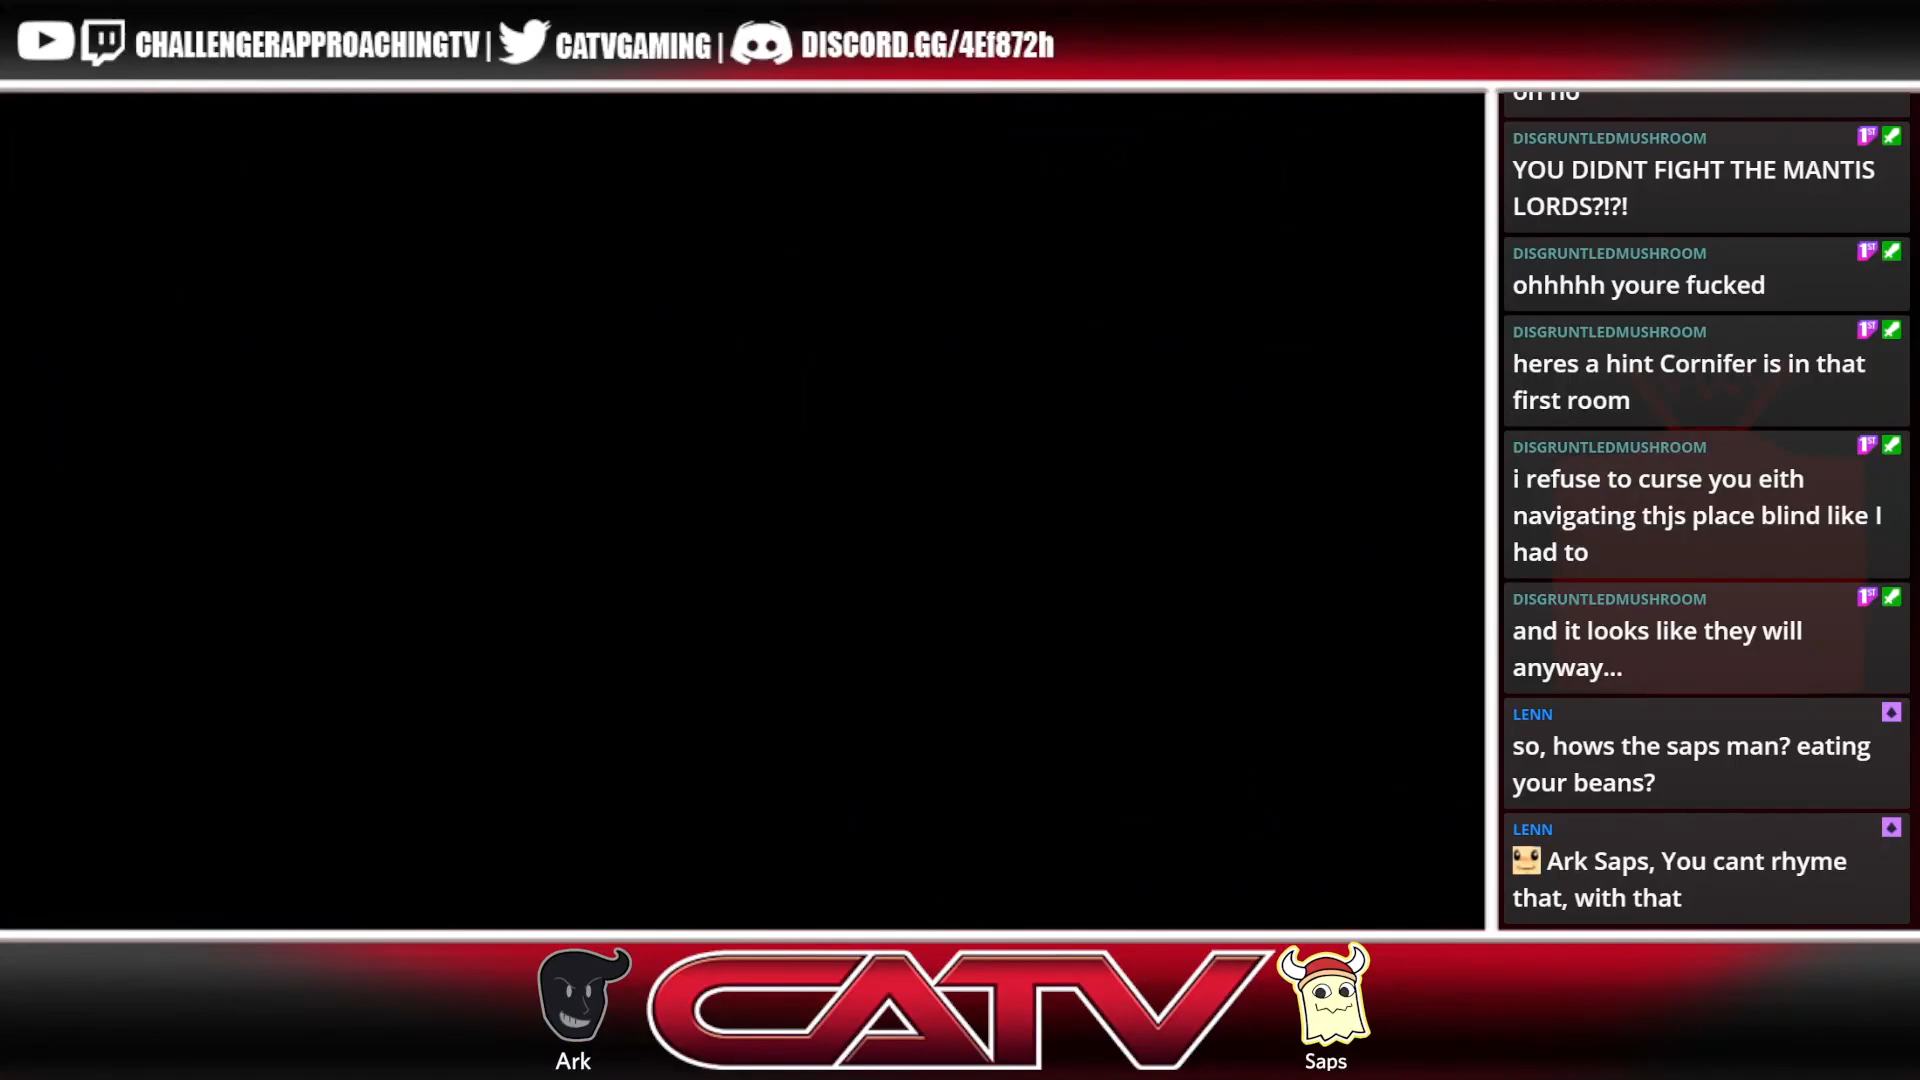 CHALLENGERAPPROACHINGTV | CATVGAMING | DISCORD.GG/4Ef872h
oh no
DISGRUNTLEDMUSHROOM
YOU DIDNT FIGHT THE MANTIS
LORDS?!?!
DISGRUNTLEDMUSHROOM
ohhhhh youre fucked
DISGRUNTLEDMUSHROOM
heres a hint Cornifer is in that
first room
DISGRUNTLEDMUSHROOM
i refuse to curse you eith
navigating thjs place blind like I
had to
DISGRUNTLEDMUSHROOM
and it looks like they will
anyway...
LENN
so, hows the saps man? eating
your beans?
LENN
Ark Saps, You cant rhyme
that, with that
Ark
CATV
Saps